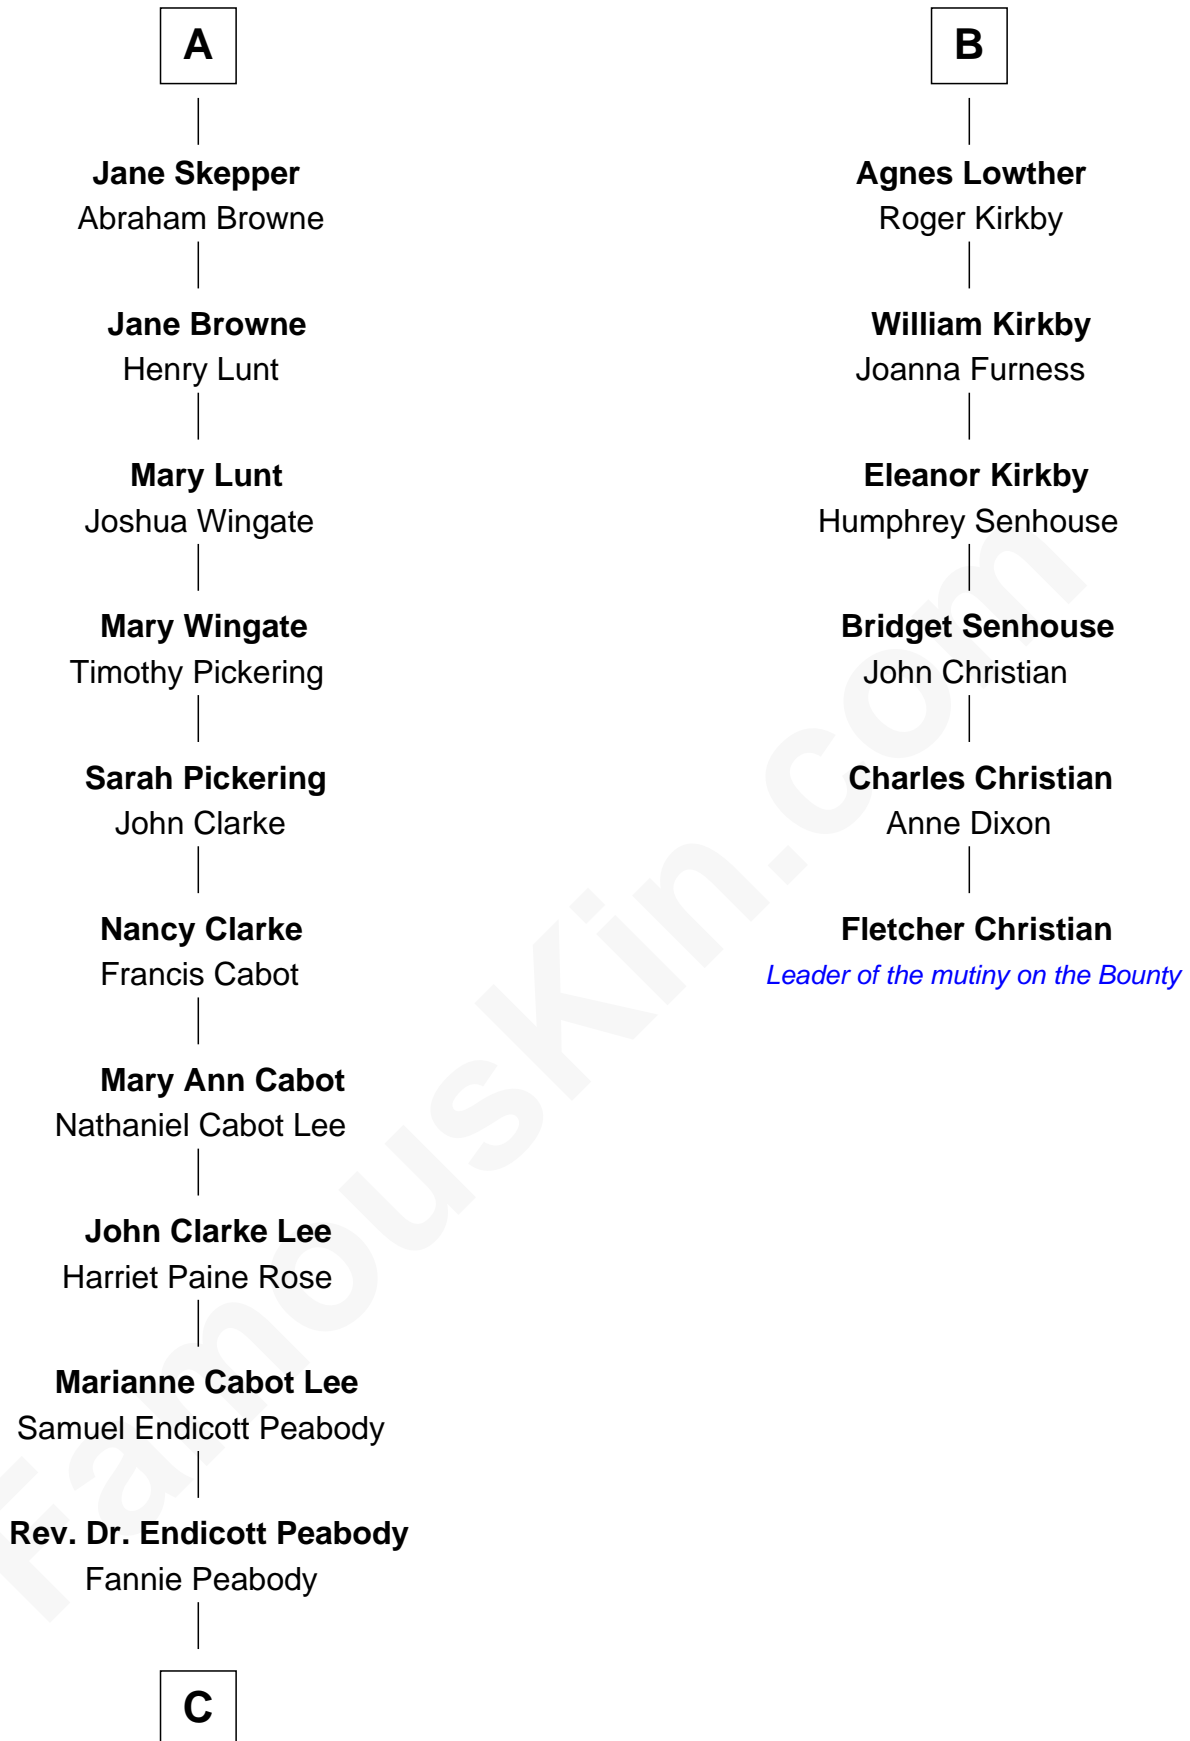 A
Jane Skepper
Abraham Browne
Jane Browne
Henry Lunt
Mary Lunt
Joshua Wingate
Mary Wingate
Timothy Pickering
Sarah Pickering
John Clarke
Nancy Clarke
Francis Cabot
Mary Ann Cabot
Nathaniel Cabot Lee
John Clarke Lee
Harriet Paine Rose
Marianne Cabot Lee
Samuel Endicott Peabody
Rev. Dr. Endicott Peabody
Fannie Peabody
C
B
Agnes Lowther
Roger Kirkby
William Kirkby
Joanna Furness
Eleanor Kirkby
Humphrey Senhouse
Bridget Senhouse
John Christian
Charles Christian
Anne Dixon
Fletcher Christian
Leader of the mutiny on the Bounty
FamousKin.com